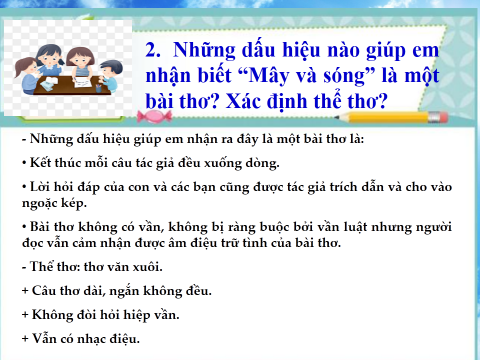 2. Những dấu hiệu nào giúp em
nhận biết “Mây và sóng” là một
bài thơ? Xác định thể thơ?
- Những dấu hiệu giúp em nhận ra đây là một bài thơ là:
• Kết thúc mỗi câu tác giả đều xuống dòng.
• Lời hỏi đáp của con và các bạn cũng được tác giả trích dẫn và cho vào
ngoặc kép.
• Bài thơ không có vần, không bị ràng buộc bởi vần luật nhưng người
đọc vẫn cảm nhận được âm điệu trữ tình của bài thơ.
- Thể thơ: thơ văn xuôi.
+ Câu thơ dài, ngắn không đều.
+ Không đòi hỏi hiệp vần.
+ Vẫn có nhạc điệu.